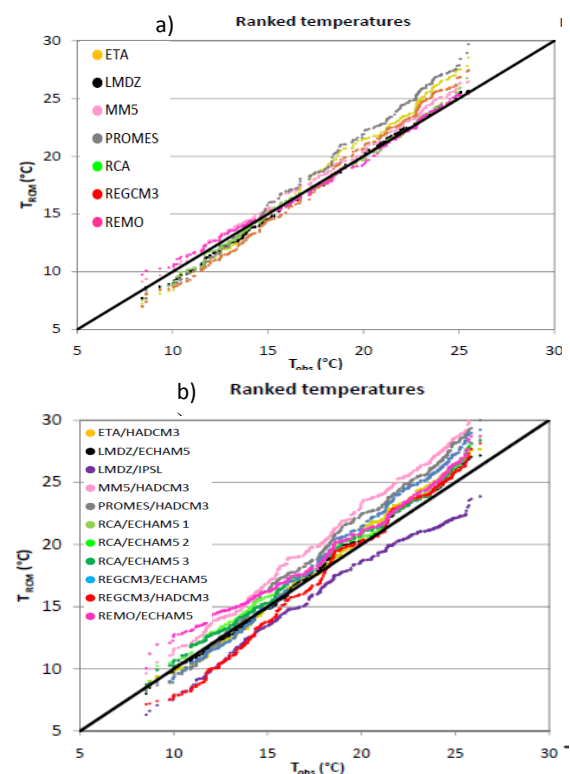 a)
Ranked temperatures
30
25
20
15
10
5
T_RCM (°C)
ETA
LMDZ
MM5
PROMES
RCA
REGCM3
REMO
5 10 15 20 25 30
T_obs (°C)
b)
Ranked temperatures
30
25
20
15
10
5
T_RCM (°C)
ETA/HADCM3
LMDZ/ECHAM5
LMDZ/IPSL
MM5/HADCM3
PROMES/HADCM3
RCA/ECHAM5 1
RCA/ECHAM5 2
RCA/ECHAM5 3
REGCM3/ECHAM5
REGCM3/HADCM3
REMO/ECHAM5
5 10 15 20 25 30
T_obs (°C)